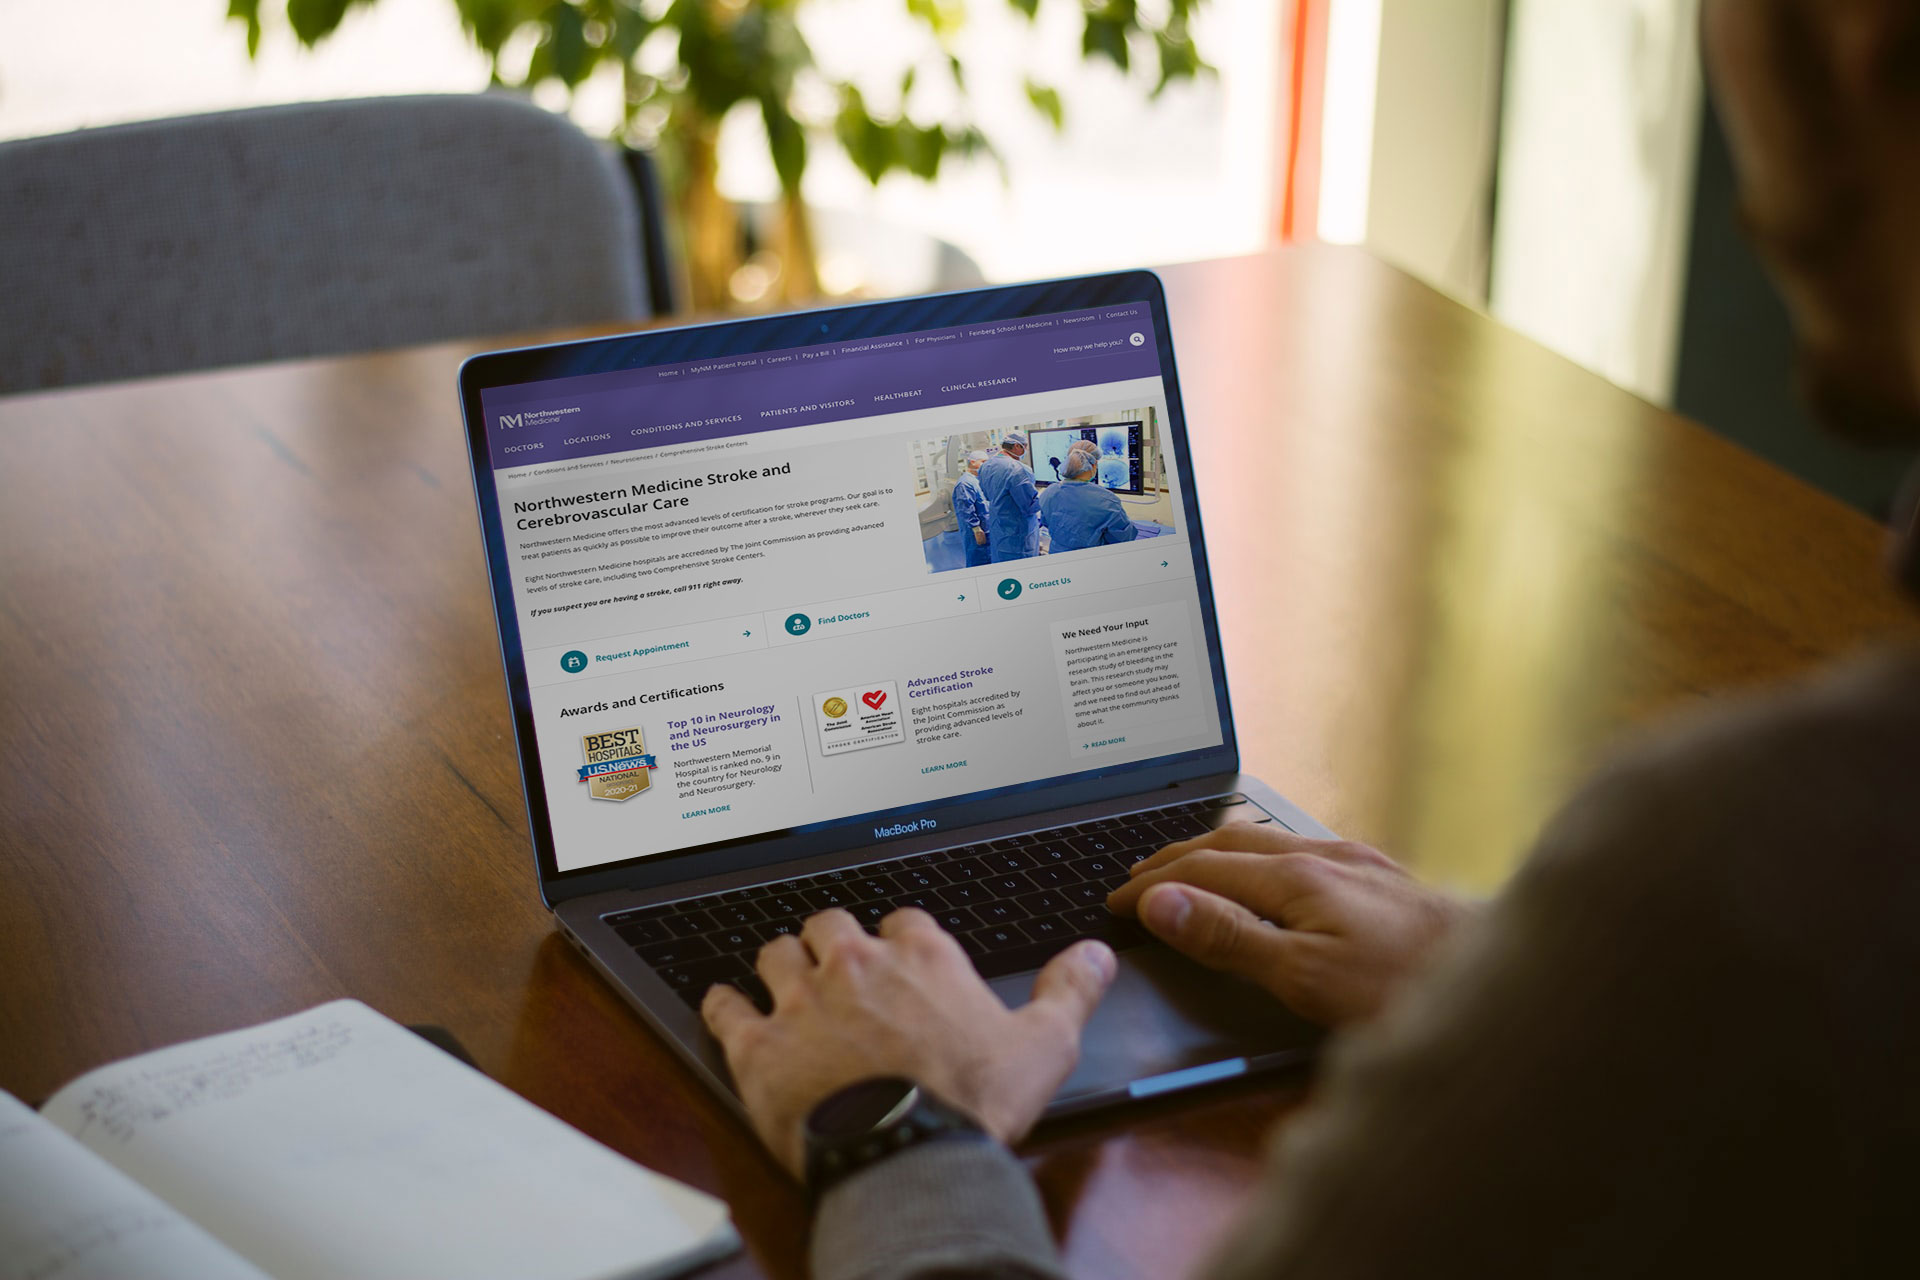 Home | MyNM Patient Portal | Careers | Pay a Bill | Financial Assistance | For Physicians | Feinberg School of Medicine | Newsroom | Contact Us
How may we help you?
Northwestern
Medicine
DOCTORS LOCATIONS CONDITIONS AND SERVICES PATIENTS AND VISITORS HEALTHBEAT CLINICAL RESEARCH
Home / Conditions and Services / Neurosciences / Comprehensive Stroke Centers
Northwestern Medicine Stroke and
Cerebrovascular Care
Northwestern Medicine offers the most advanced levels of certification for stroke programs. Our goal is to
treat patients as quickly as possible to improve their outcome after a stroke, wherever they seek care.
Eight Northwestern Medicine hospitals are accredited by The Joint Commission as providing advanced
levels of stroke care, including two Comprehensive Stroke Centers.
If you suspect you are having a stroke, call 911 right away.
Request Appointment
Find Doctors
Contact Us
Awards and Certifications
BEST
HOSPITALS
U.S.News
NATIONAL
2020-21
Top 10 in Neurology
and Neurosurgery in
the US
Northwestern Memorial
Hospital is ranked no. 9 in
the country for Neurology
and Neurosurgery.
LEARN MORE
The Joint
Commission
American Heart
Association
American Stroke
Association
STROKE CERTIFICATION
Advanced Stroke
Certification
Eight hospitals accredited by
the Joint Commission as
providing advanced levels of
stroke care.
LEARN MORE
We Need Your Input
Northwestern Medicine is
participating in an emergency care
research study of bleeding in the
brain. This research study may
affect you or someone you know,
and we need to find out ahead of
time what the community thinks
about it.
READ MORE
MacBook Pro